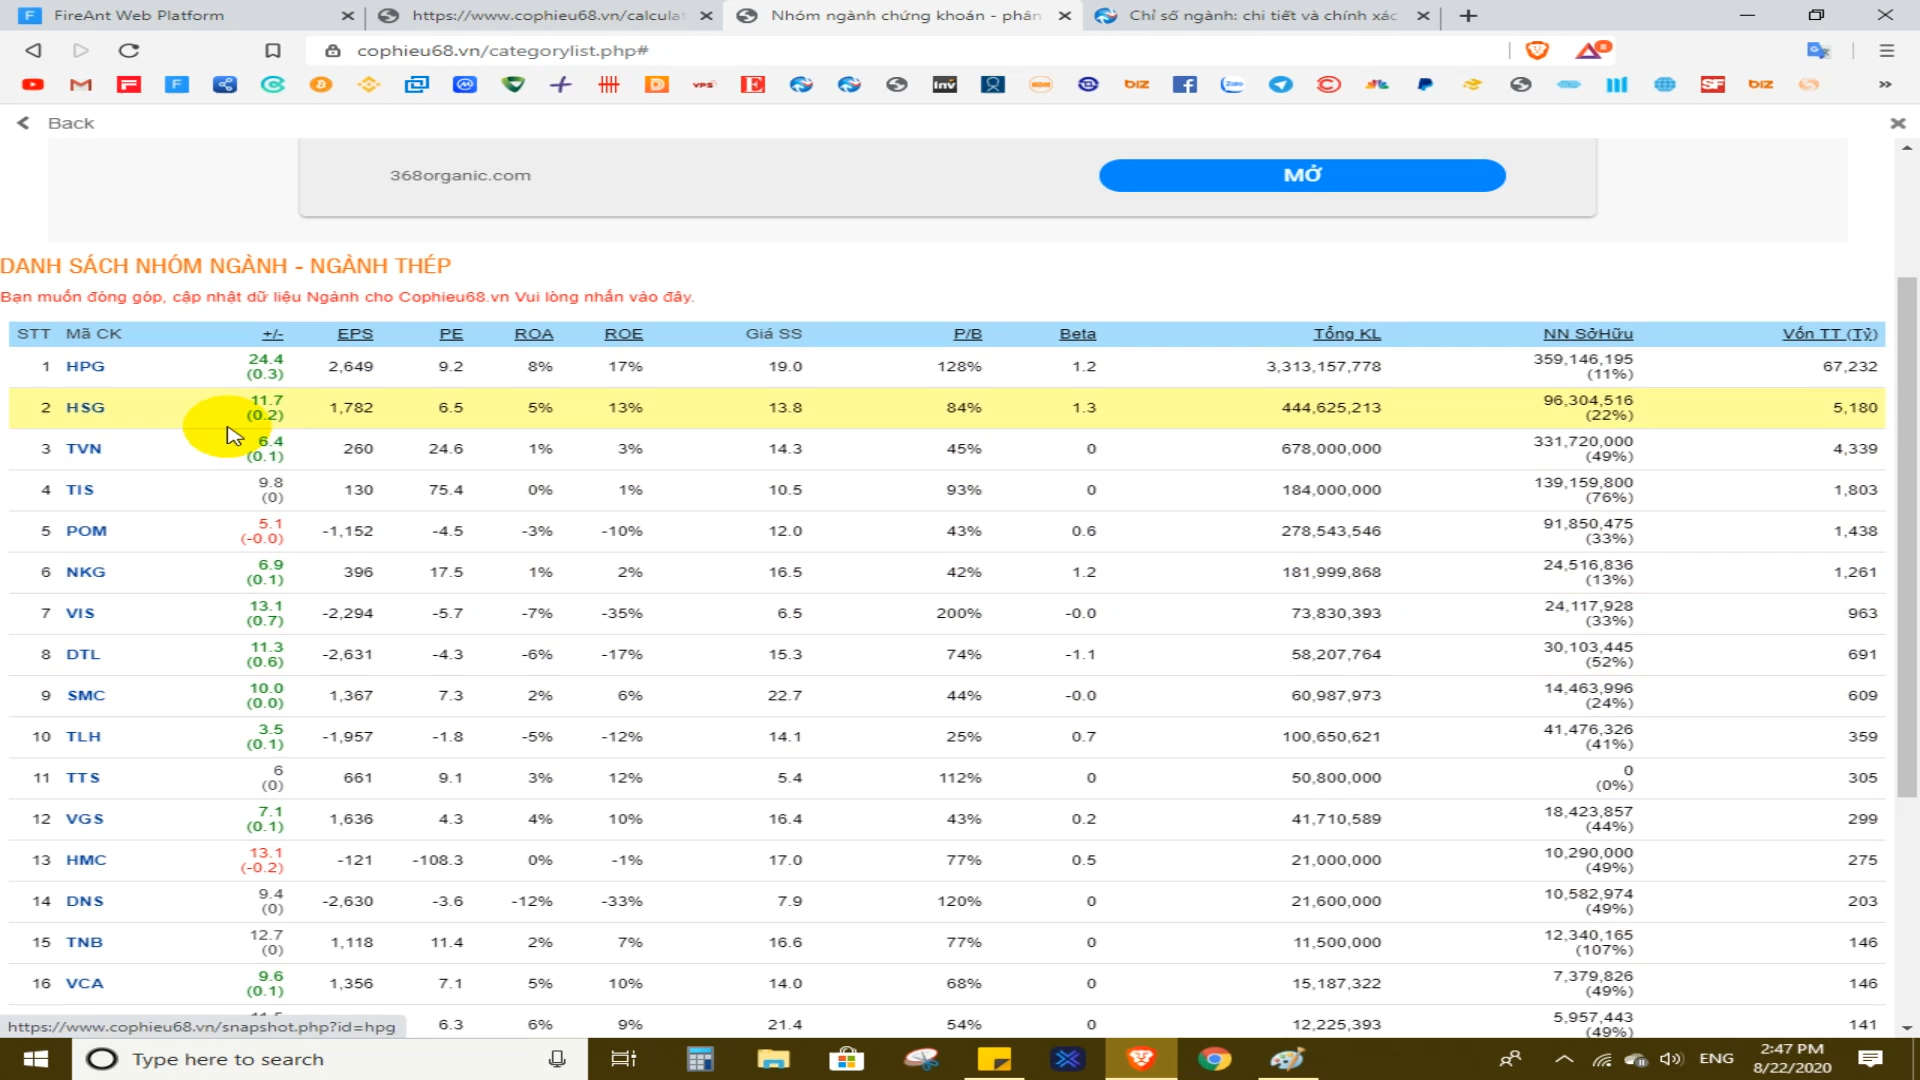 FireAnt Web Platform
https://www.cophieu68.vn/calculat
Nhóm ngành chứng khoán - phân
Chỉ số ngành: chi tiết và chính xác
cophieu68.vn/categorylist.php#
Back
368organic.com
MỞ
DANH SÁCH NHÓM NGÀNH - NGÀNH THÉP
Bạn muốn đóng góp, cập nhật dữ liệu Ngành cho Cophieu68.vn Vui lòng nhấn vào đây.
STT Mã CK +/- EPS PE ROA ROE Giá SS P/B Beta Tổng KL NN SởHữu Vốn TT (Tỷ)
1 HPG 24.4 (0.3) 2,649 9.2 8% 17% 19.0 128% 1.2 3,313,157,778 359,146,195 (11%) 67,232
2 HSG 11.7 (0.2) 1,782 6.5 5% 13% 13.8 84% 1.3 444,625,213 96,304,516 (22%) 5,180
3 TVN 6.4 (0.1) 260 24.6 1% 3% 14.3 45% 0 678,000,000 331,720,000 (49%) 4,339
4 TIS 9.8 (0) 130 75.4 0% 1% 10.5 93% 0 184,000,000 139,159,800 (76%) 1,803
5 POM 5.1 (-0.0) -1,152 -4.5 -3% -10% 12.0 43% 0.6 278,543,546 91,850,475 (33%) 1,438
6 NKG 6.9 (0.1) 396 17.5 1% 2% 16.5 42% 1.2 181,999,868 24,516,836 (13%) 1,261
7 VIS 13.1 (0.7) -2,294 -5.7 -7% -35% 6.5 200% -0.0 73,830,393 24,117,928 (33%) 963
8 DTL 11.3 (0.6) -2,631 -4.3 -6% -17% 15.3 74% -1.1 58,207,764 30,103,445 (52%) 691
9 SMC 10.0 (0.0) 1,367 7.3 2% 6% 22.7 44% -0.0 60,987,973 14,463,996 (24%) 609
10 TLH 3.5 (0.1) -1,957 -1.8 -5% -12% 14.1 25% 0.7 100,650,621 41,476,326 (41%) 359
11 TTS 6 (0) 661 9.1 3% 12% 5.4 112% 0 50,800,000 0 (0%) 305
12 VGS 7.1 (0.1) 1,636 4.3 4% 10% 16.4 43% 0.2 41,710,589 18,423,857 (44%) 299
13 HMC 13.1 (-0.2) -121 -108.3 0% -1% 17.0 77% 0.5 21,000,000 10,290,000 (49%) 275
14 DNS 9.4 (0) -2,630 -3.6 -12% -33% 7.9 120% 0 21,600,000 10,582,974 (49%) 203
15 TNB 12.7 (0) 1,118 11.4 2% 7% 16.6 77% 0 11,500,000 12,340,165 (107%) 146
16 VCA 9.6 (0.1) 1,356 7.1 5% 10% 14.0 68% 0 15,187,322 7,379,826 (49%) 146
6.3 6% 9% 21.4 54% 0 12,225,393 5,957,443 (49%) 141
https://www.cophieu68.vn/snapshot.php?id=hpg
Type here to search
ENG
2:47 PM
8/22/2020